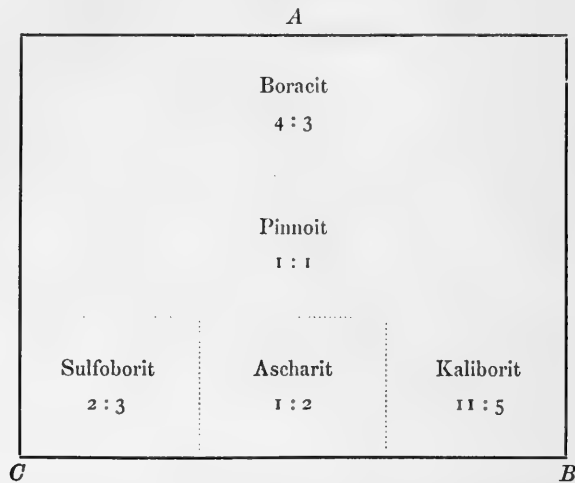 A
Boracit
4 : 3
Pinnoit
1 : 1
Sulfoborit Ascharit Kaliborit
2 : 3 1 : 2 11 : 5
C B